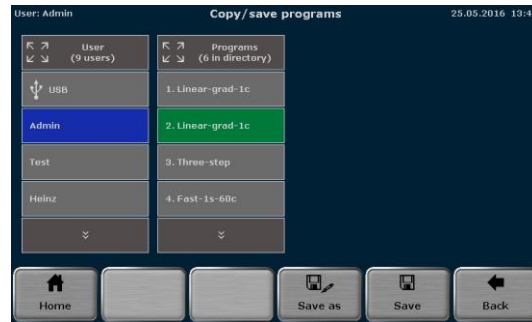 User: Admin
Copy/save programs
25.05.2016 13:4
User
(9 users)
Programs
(6 in directory)
USB
Admin
Test
Heinz
1. Linear-grad-1c
2. Linear-grad-1c
3. Three-step
4. Fast-1s-60c
Home
Save as
Save
Back